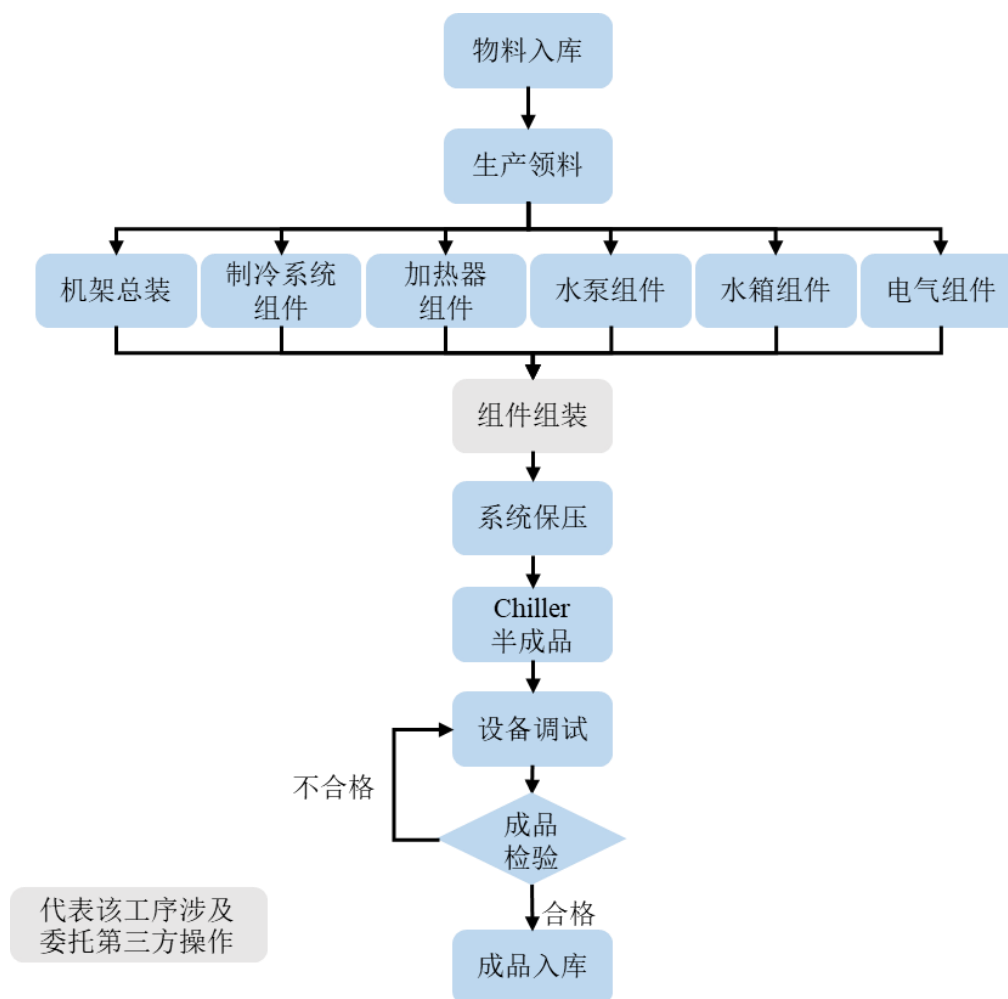 物料入库
生产领料
机架总装
制冷系统
组件
加热器
组件
水泵组件
水箱组件
电气组件
组件组装
系统保压
Chiller
半成品
设备调试
不合格
成品
检验
合格
代表该工序涉及
委托第三方操作
成品入库